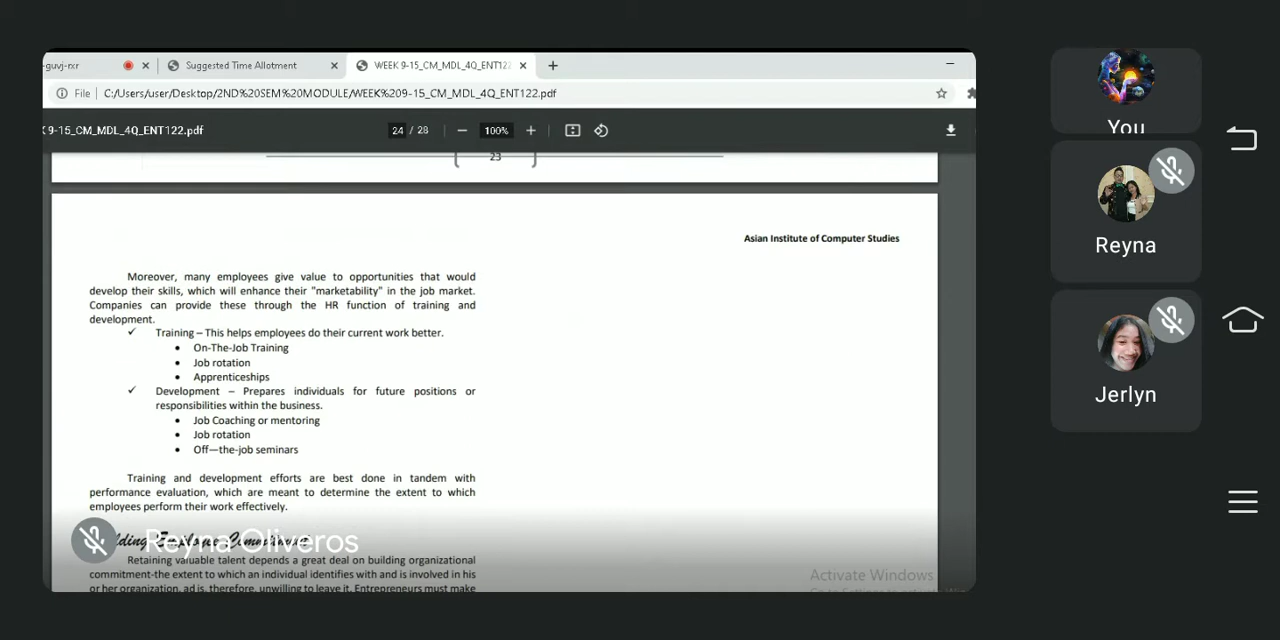 -guvj-rxr
Suggested Time Allotment
WEEK 9-15_CM_MDL_4Q_ENT122
File
C:/Users/user/Desktop/2ND%20SEM%20MODULE/WEEK%209-15_CM_MDL_4Q_ENT122.pdf
9-15_CM_MDL_4Q_ENT122.pdf
24 / 28
100%
23
Asian Institute of Computer Studies
Moreover, many employees give value to opportunities that would
develop their skills, which will enhance their "marketability" in the job market.
Companies can provide these through the HR function of training and
development.
✓ Training – This helps employees do their current work better.
• On-The-Job Training
• Job rotation
• Apprenticeships
✓ Development – Prepares individuals for future positions or
responsibilities within the business.
• Job Coaching or mentoring
• Job rotation
• Off—the-job seminars
Training and development efforts are best done in tandem with
performance evaluation, which are meant to determine the extent to which
employees perform their work effectively.
Reyna Oliveros
Retaining valuable talent depends a great deal on building organizational
commitment-the extent to which an individual identifies with and is involved in his
or her organization, ad is, therefore, unwilling to leave it. Entrepreneurs must make
Activate Windows
You
Reyna
Jerlyn